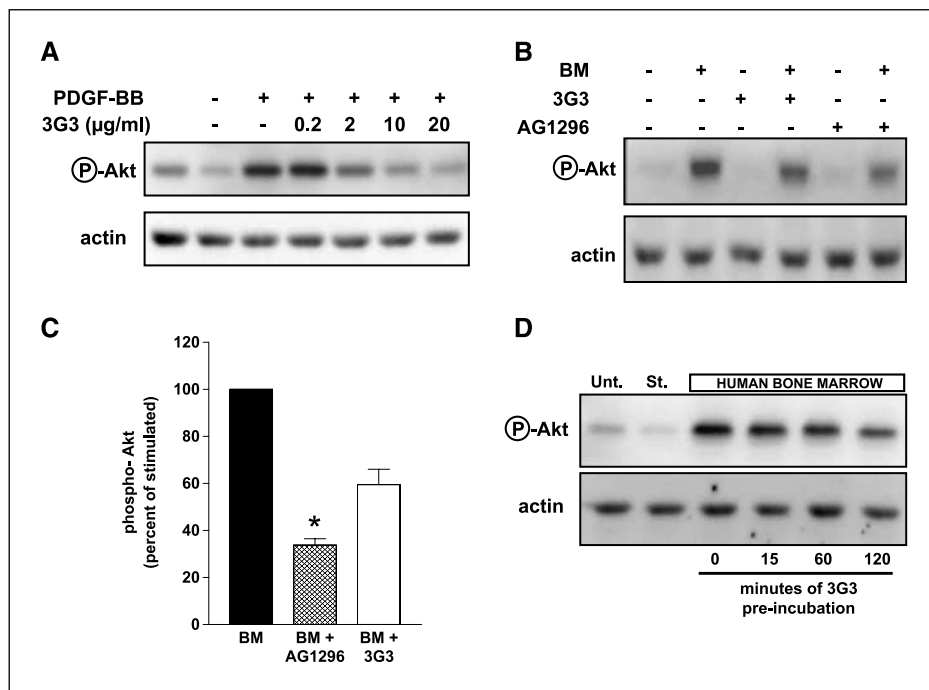 A
PDGF-BB - + + + + +
3G3 (μg/ml) - - 0.2 2 10 20
Ⓟ-Akt
actin
B
BM - + - + - +
3G3 - - + + - -
AG1296 - - - - + +
Ⓟ-Akt
actin
C
phospho- Akt
(percent of stimulated)
120
100
80
60
40
20
0
*
BM
BM +
AG1296
BM +
3G3
D
Unt. St. HUMAN BONE MARROW
Ⓟ-Akt
actin
0 15 60 120
minutes of 3G3
pre-incubation